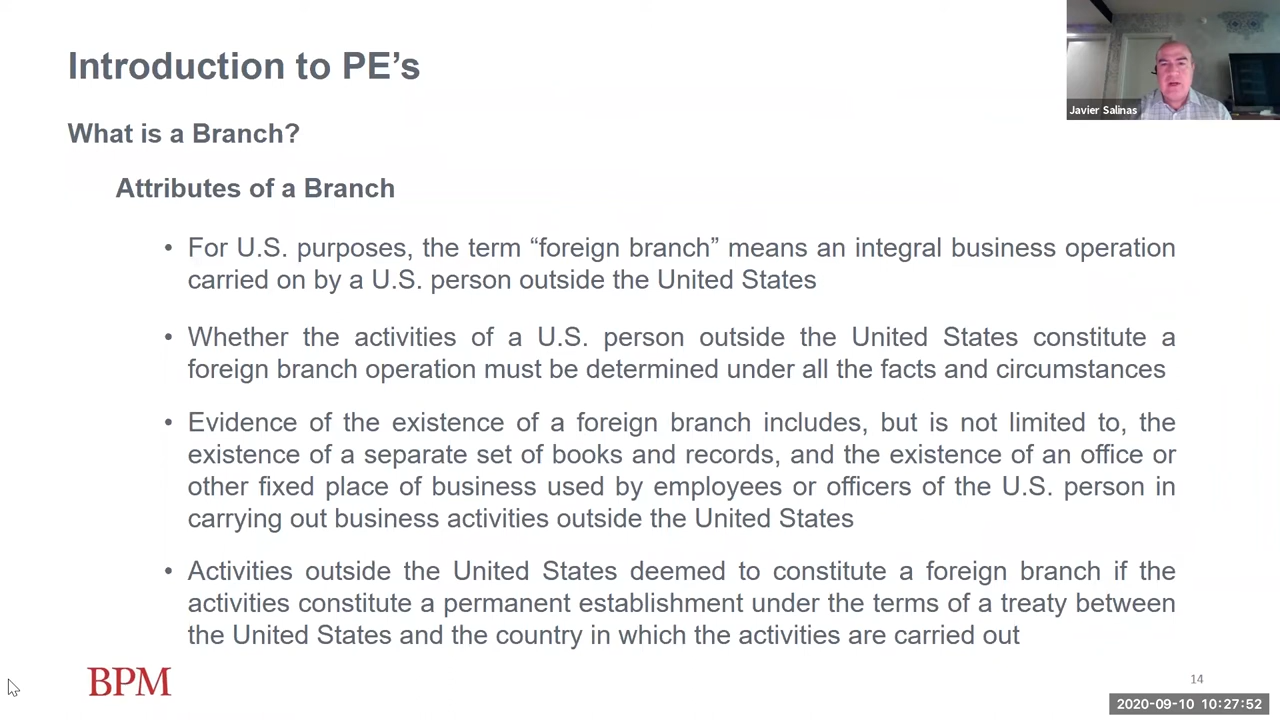 Introduction to PE’s
Javier Salinas
What is a Branch?
Attributes of a Branch
• For U.S. purposes, the term “foreign branch” means an integral business operation
carried on by a U.S. person outside the United States
• Whether the activities of a U.S. person outside the United States constitute a
foreign branch operation must be determined under all the facts and circumstances
• Evidence of the existence of a foreign branch includes, but is not limited to, the
existence of a separate set of books and records, and the existence of an office or
other fixed place of business used by employees or officers of the U.S. person in
carrying out business activities outside the United States
• Activities outside the United States deemed to constitute a foreign branch if the
activities constitute a permanent establishment under the terms of a treaty between
the United States and the country in which the activities are carried out
BPM
14
2020-09-10 10:27:52